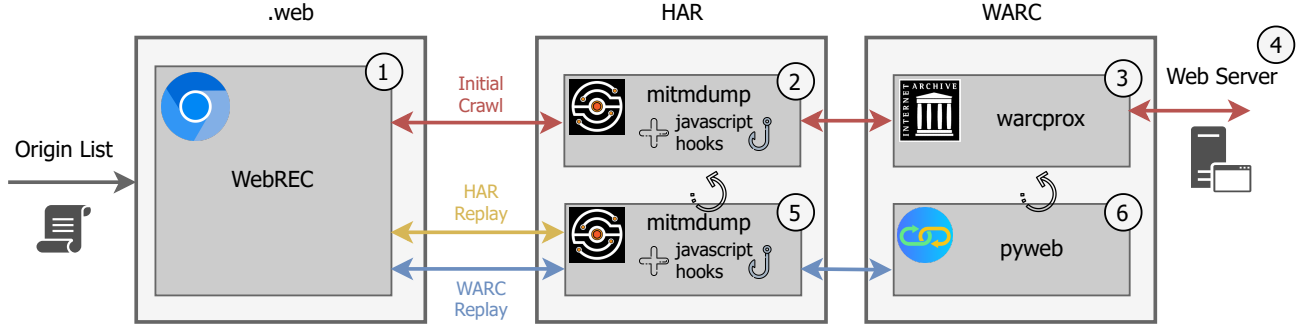 .web
HAR
WARC
Origin List
1
WebREC
Initial
Crawl
HAR
Replay
WARC
Replay
2
mitmdump
javascript
hooks
5
mitmdump
javascript
hooks
3
INTERNET ARCHIVE
warcprox
6
pyweb
4
Web Server